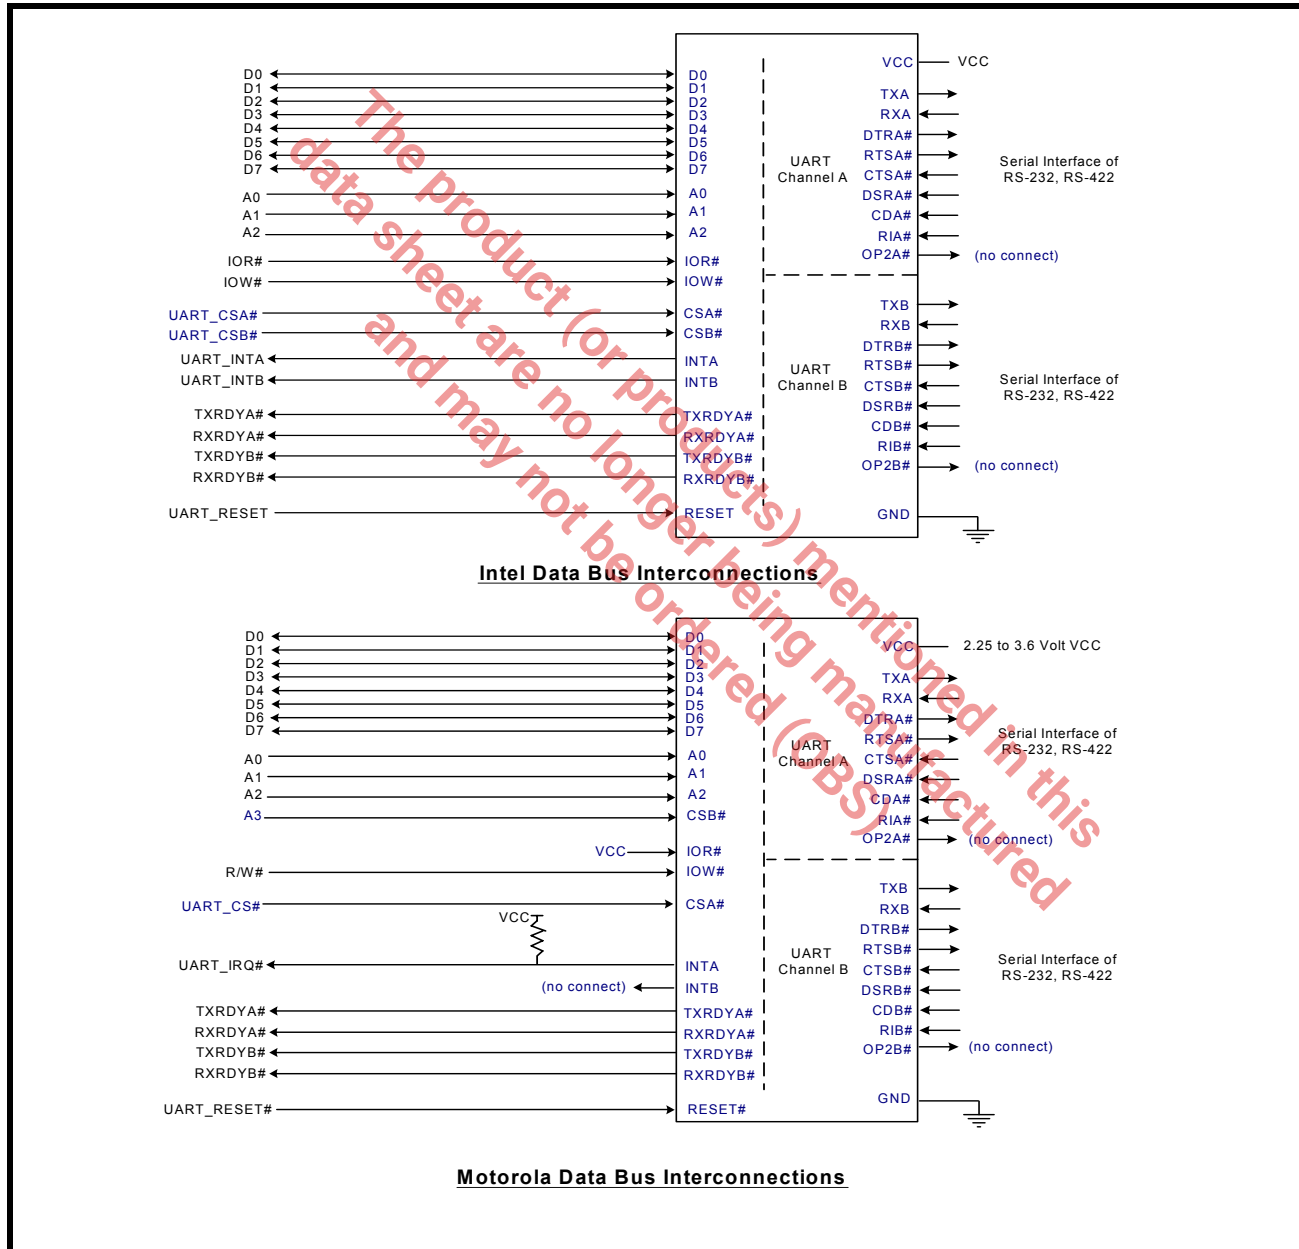 D0 D0
D1 D1
D2 D2
D3 D3
D4 D4
D5 D5
D6 D6
D7 D7
A0 A0
A1 A1
A2 A2
IOR# IOR#
IOW# IOW#
UART_CSA# CSA#
UART_CSB# CSB#
UART_INTA INTA
UART_INTB INTB
TXRDYA# TXRDYA#
RXRDYA# RXRDYA#
TXRDYB# TXRDYB#
RXRDYB# RXRDYB#
UART_RESET RESET
UART
Channel A
UART
Channel B
VCC VCC
TXA
RXA
DTRA#
RTSA#
CTSA#
DSRA#
CDA#
RIA#
OP2A# (no connect)
Serial Interface of
RS-232, RS-422
TXB
RXB
DTRB#
RTSB#
CTSB#
DSRB#
CDB#
RIB#
OP2B# (no connect)
Serial Interface of
RS-232, RS-422
GND
Intel Data Bus Interconnections
D0 D0
D1 D1
D2 D2
D3 D3
D4 D4
D5 D5
D6 D6
D7 D7
A0 A0
A1 A1
A2 A2
A3 CSB#
VCC IOR#
R/W# IOW#
UART_CS# CSA#
VCC
UART_IRQ# INTA
(no connect) INTB
TXRDYA# TXRDYA#
RXRDYA# RXRDYA#
TXRDYB# TXRDYB#
RXRDYB# RXRDYB#
UART_RESET# RESET#
UART
Channel A
UART
Channel B
VCC 2.25 to 3.6 Volt VCC
TXA
RXA
DTRA#
RTSA#
CTSA#
DSRA#
CDA#
RIA#
OP2A# (no connect)
Serial Interface of
RS-232, RS-422
TXB
RXB
DTRB#
RTSB#
CTSB#
DSRB#
CDB#
RIB#
OP2B# (no connect)
Serial Interface of
RS-232, RS-422
GND
Motorola Data Bus Interconnections
The product (or products) mentioned in this
data sheet are no longer being manufactured
and may not be ordered (OBS)